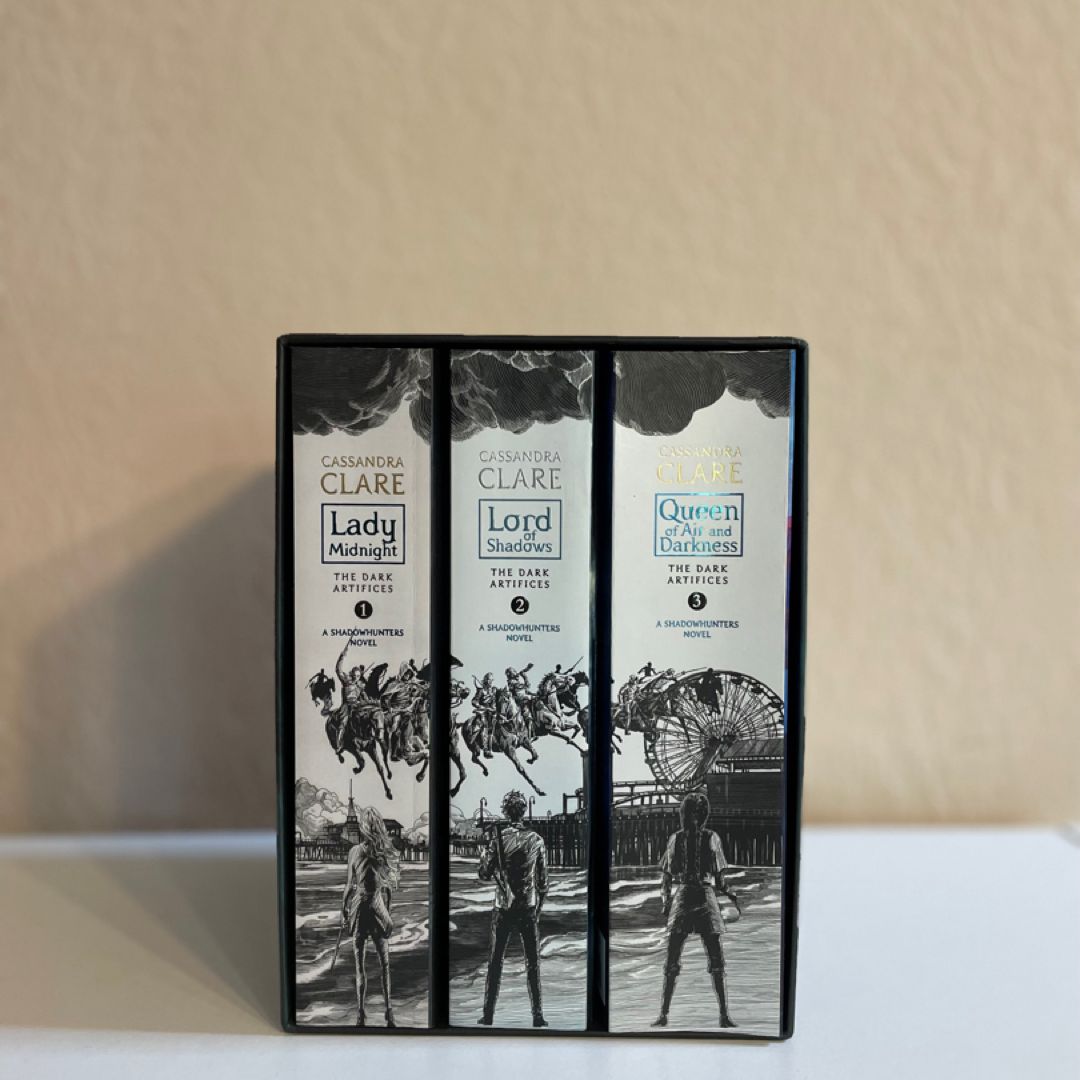 CASSANDRA
CLARE
Lady
Midnight
THE DARK
ARTIFICES
1
A SHADOWHUNTERS
NOVEL
CASSANDRA
CLARE
Lord
of
Shadows
THE DARK
ARTIFICES
2
A SHADOWHUNTERS
NOVEL
CASSANDRA
CLARE
Queen
of Air and
Darkness
THE DARK
ARTIFICES
3
A SHADOWHUNTERS
NOVEL